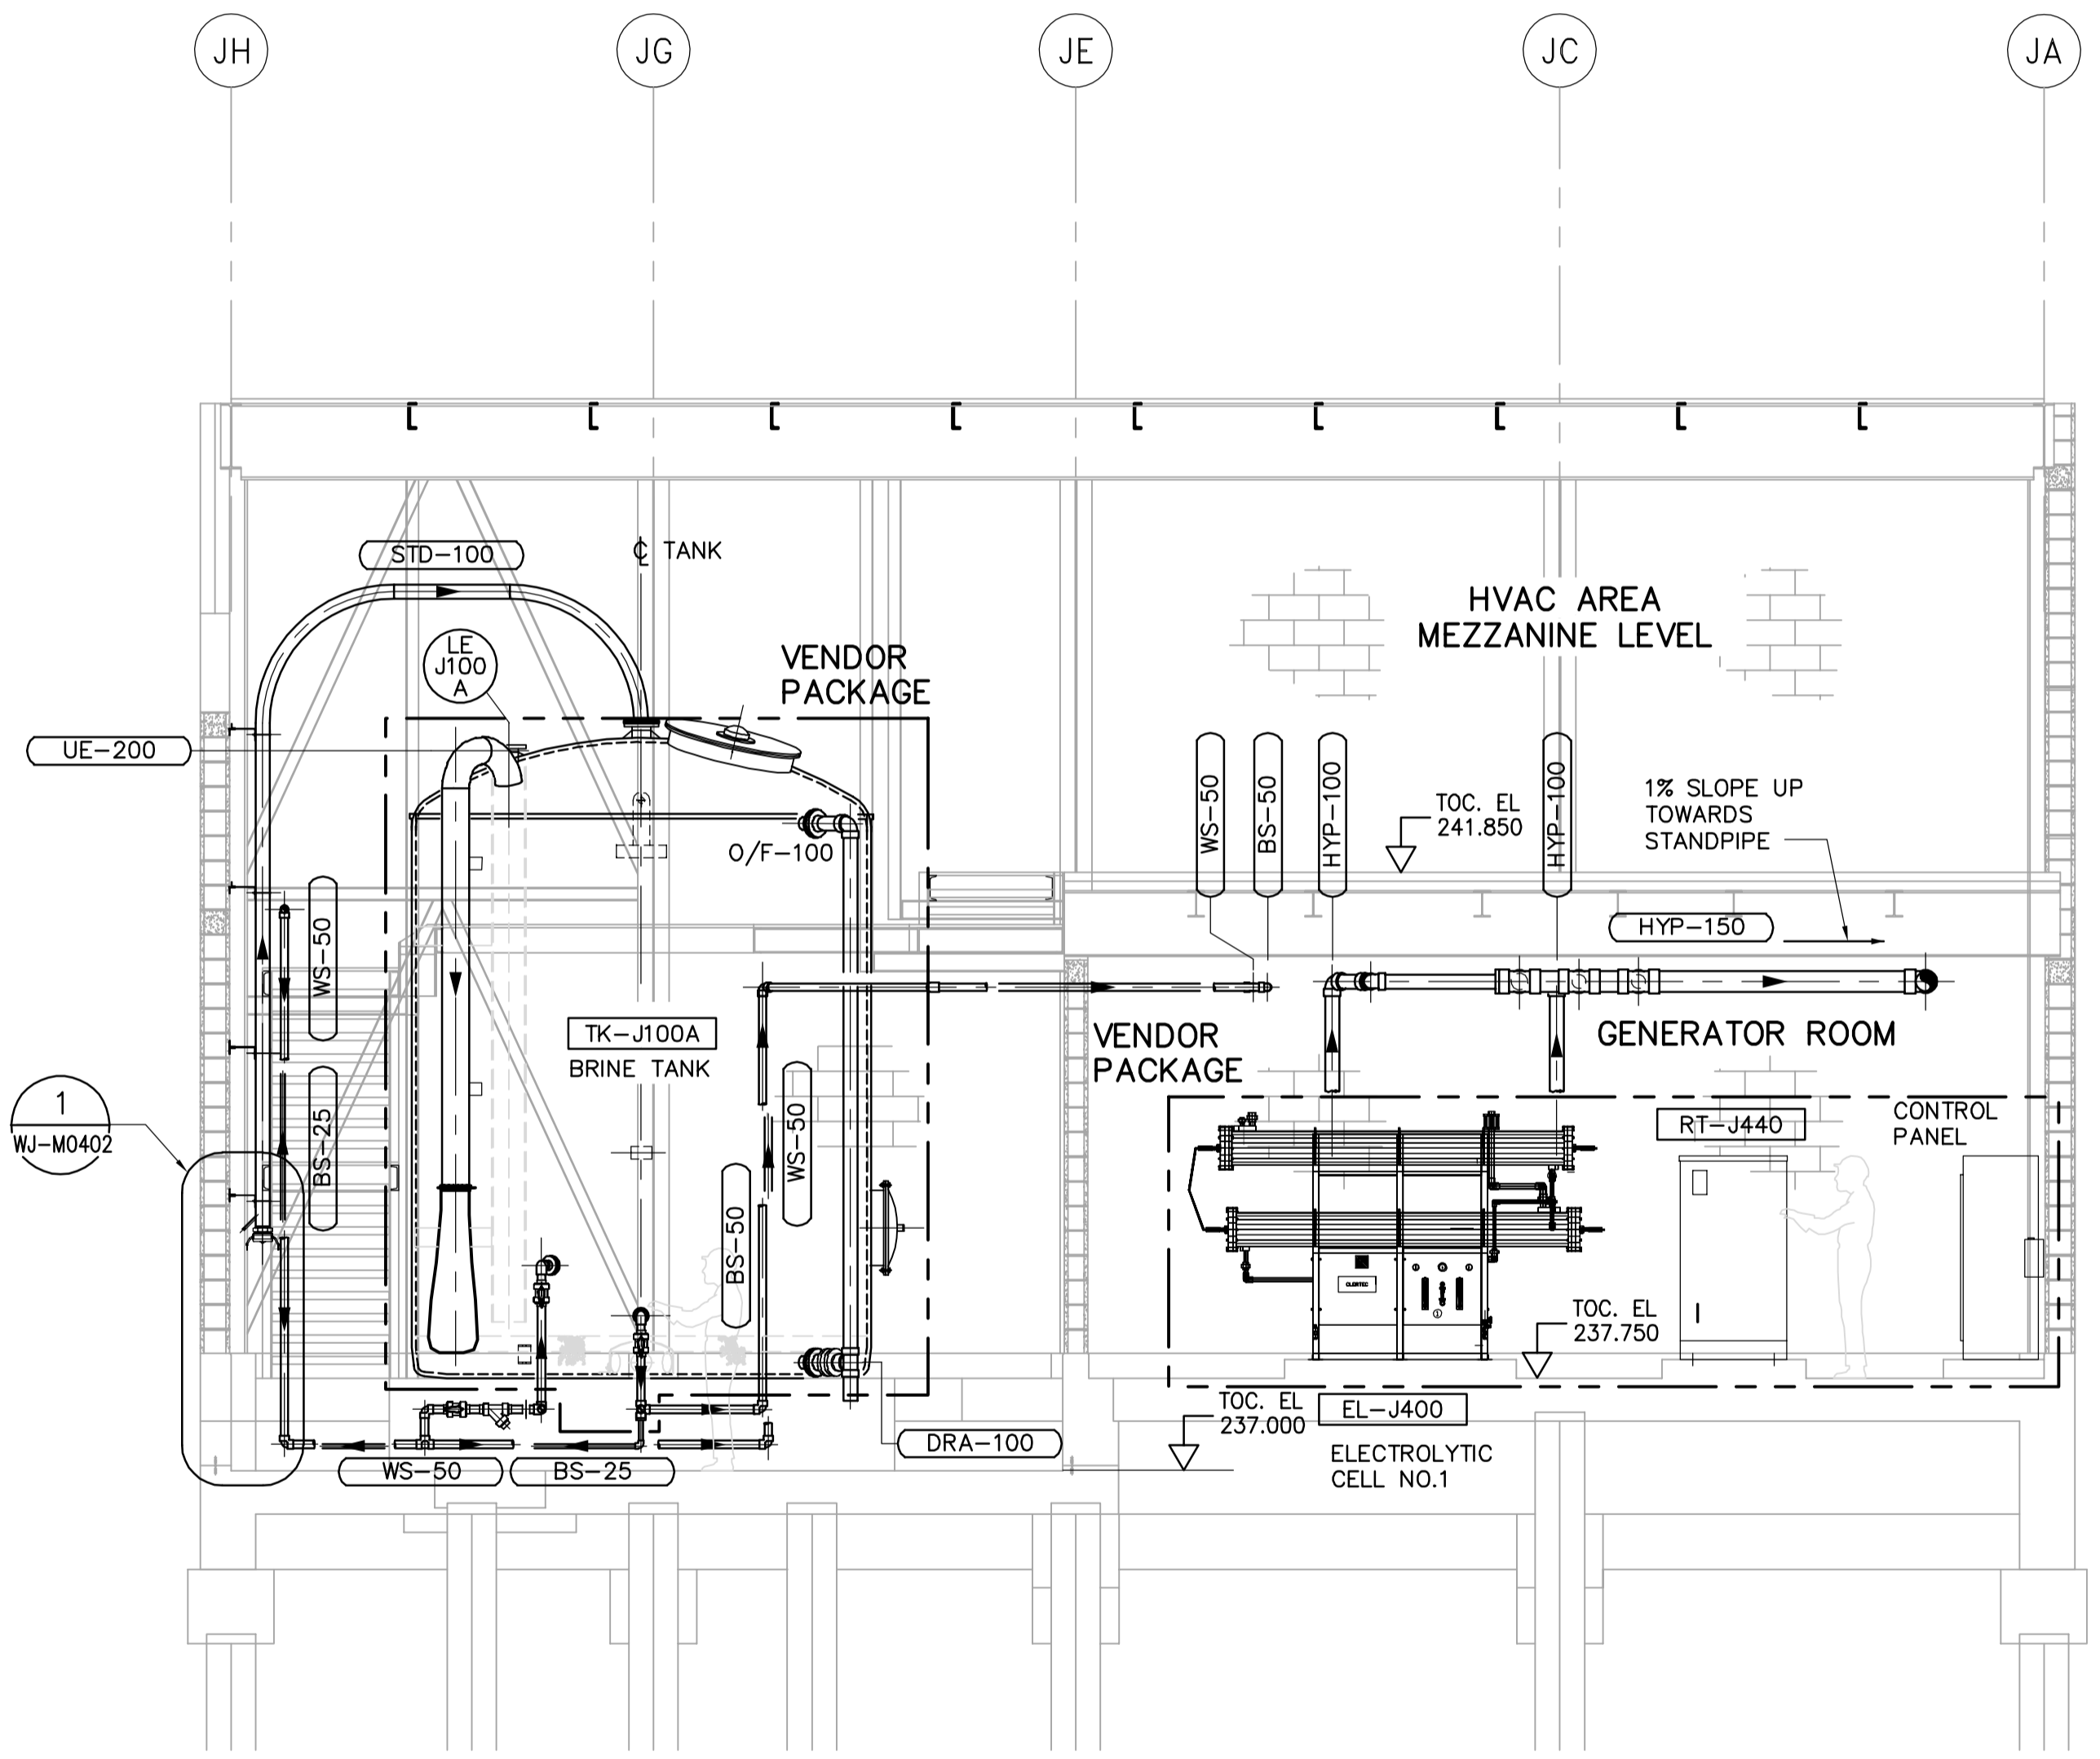 JH
JG
JE
JC
JA
STD-100
℄ TANK
HVAC AREA
MEZZANINE LEVEL
LE
J100
A
VENDOR
PACKAGE
UE-200
WS-50
BS-50
HYP-100
HYP-100
TOC. EL
241.850
1% SLOPE UP
TOWARDS
STANDPIPE
O/F-100
WS-50
HYP-150
TK-J100A
BRINE TANK
VENDOR
PACKAGE
GENERATOR ROOM
1
WJ-M0402
BS-25
WS-50
BS-50
RT-J440
CONTROL
PANEL
TOC. EL
237.750
TOC. EL
237.000
EL-J400
DRA-100
WS-50
BS-25
ELECTROLYTIC
CELL NO.1